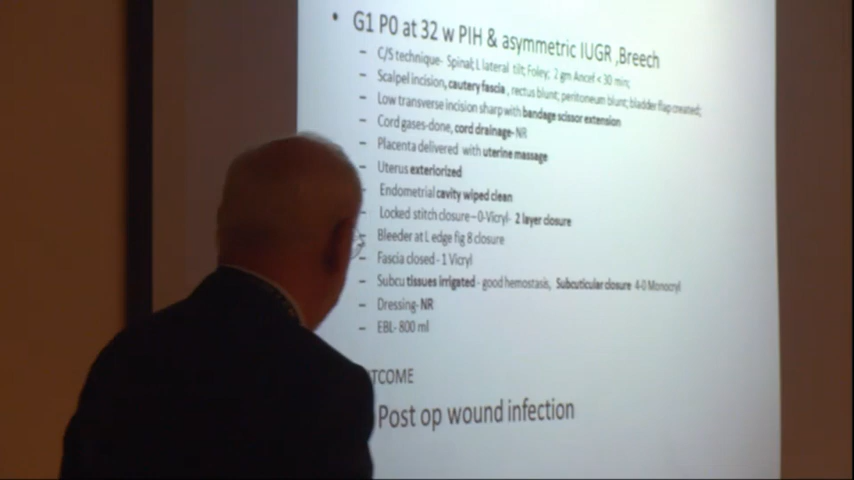 • G1 P0 at 32 w PIH & asymmetric IUGR ,Breech
– C/S technique- Spinal; L lateral tilt; Foley; 2 gm Ancef < 30 min;
– Scalpel incision, cautery fascia , rectus blunt; peritoneum blunt; bladder flap created;
– Low transverse incision sharp with bandage scissor extension
– Cord gases-done, cord drainage- NR
– Placenta delivered with uterine massage
– Uterus exteriorized
– Endometrial cavity wiped clean
– Locked stitch closure – 0-Vicryl- 2 layer closure
– Bleeder at L edge fig 8 closure
– Fascia closed - 1 Vicryl
– Subcu tissues irrigated - good hemostasis, Subcuticular closure 4-0 Monocryl
– Dressing- NR
– EBL- 800 ml
TCOME
Post op wound infection